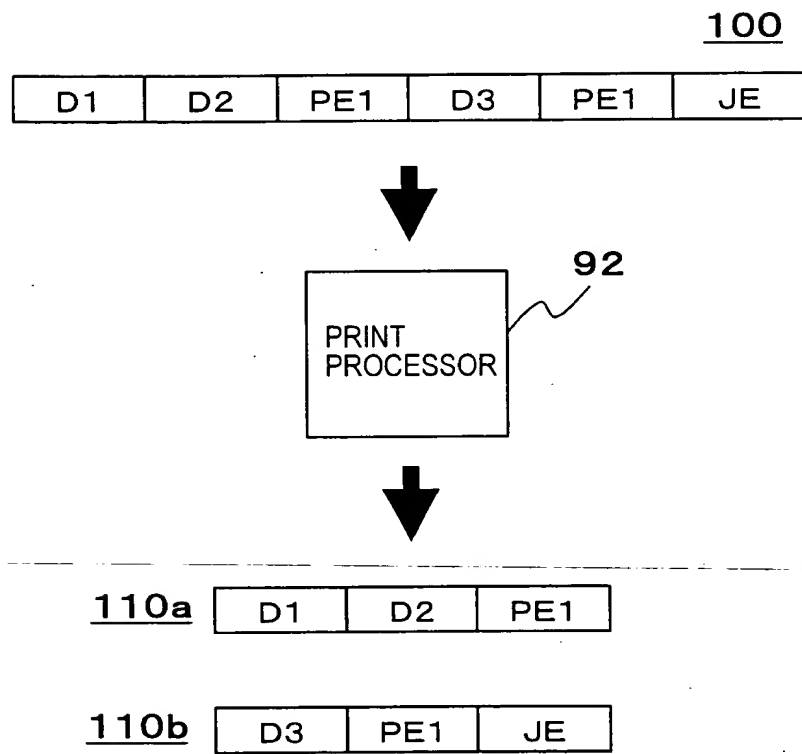 100
D1 D2 PE1 D3 PE1 JE
92
PRINT
PROCESSOR
110a D1 D2 PE1
110b D3 PE1 JE